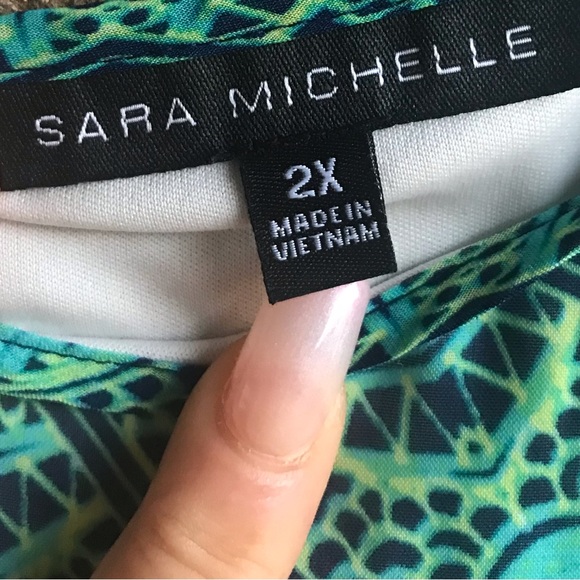 SARA MICHELLE
2X
MADE IN
VIETNAM